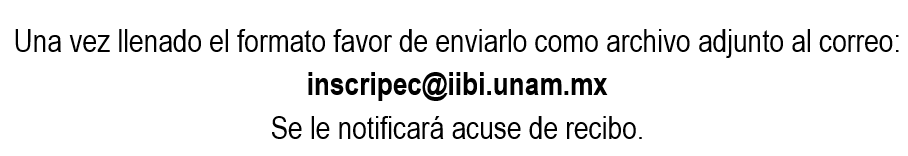 Una vez llenado el formato favor de enviarlo como archivo adjunto al correo:
inscripec@iibi.unam.mx
Se le notificará acuse de recibo.